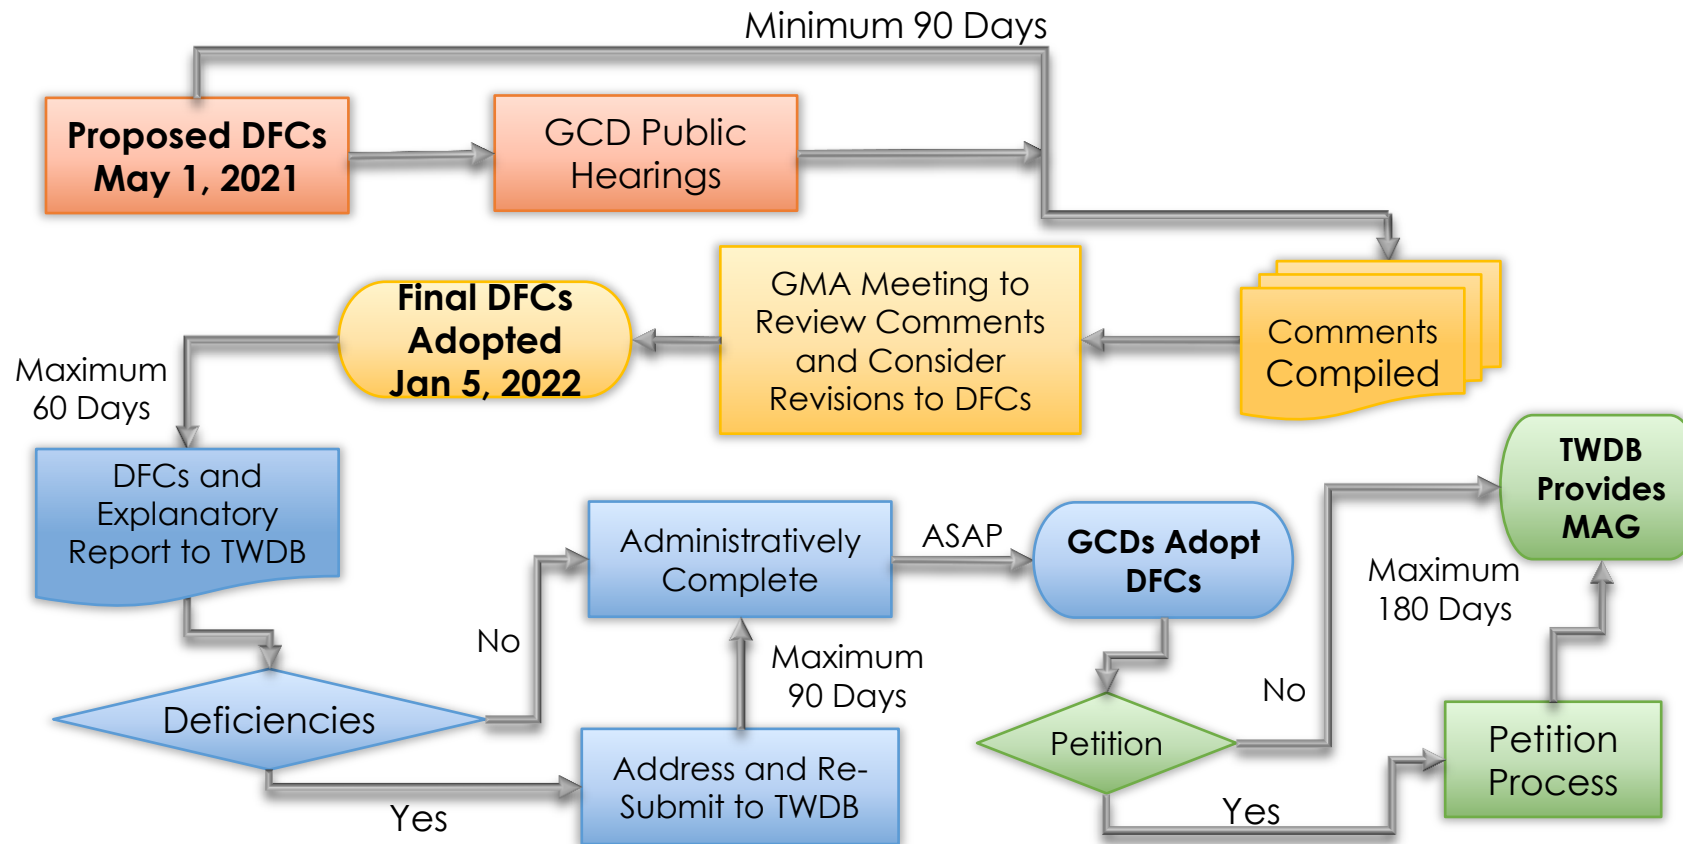 Minimum 90 Days
Proposed DFCs
May 1, 2021
GCD Public
Hearings
Final DFCs
Adopted
Jan 5, 2022
GMA Meeting to
Review Comments
and Consider
Revisions to DFCs
Comments
Compiled
Maximum
60 Days
DFCs and
Explanatory
Report to TWDB
Administratively
Complete
ASAP
GCDs Adopt
DFCs
TWDB
Provides
MAG
Maximum
180 Days
No
Maximum
90 Days
No
Deficiencies
Yes
Address and Re-
Submit to TWDB
Petition
Yes
Petition
Process